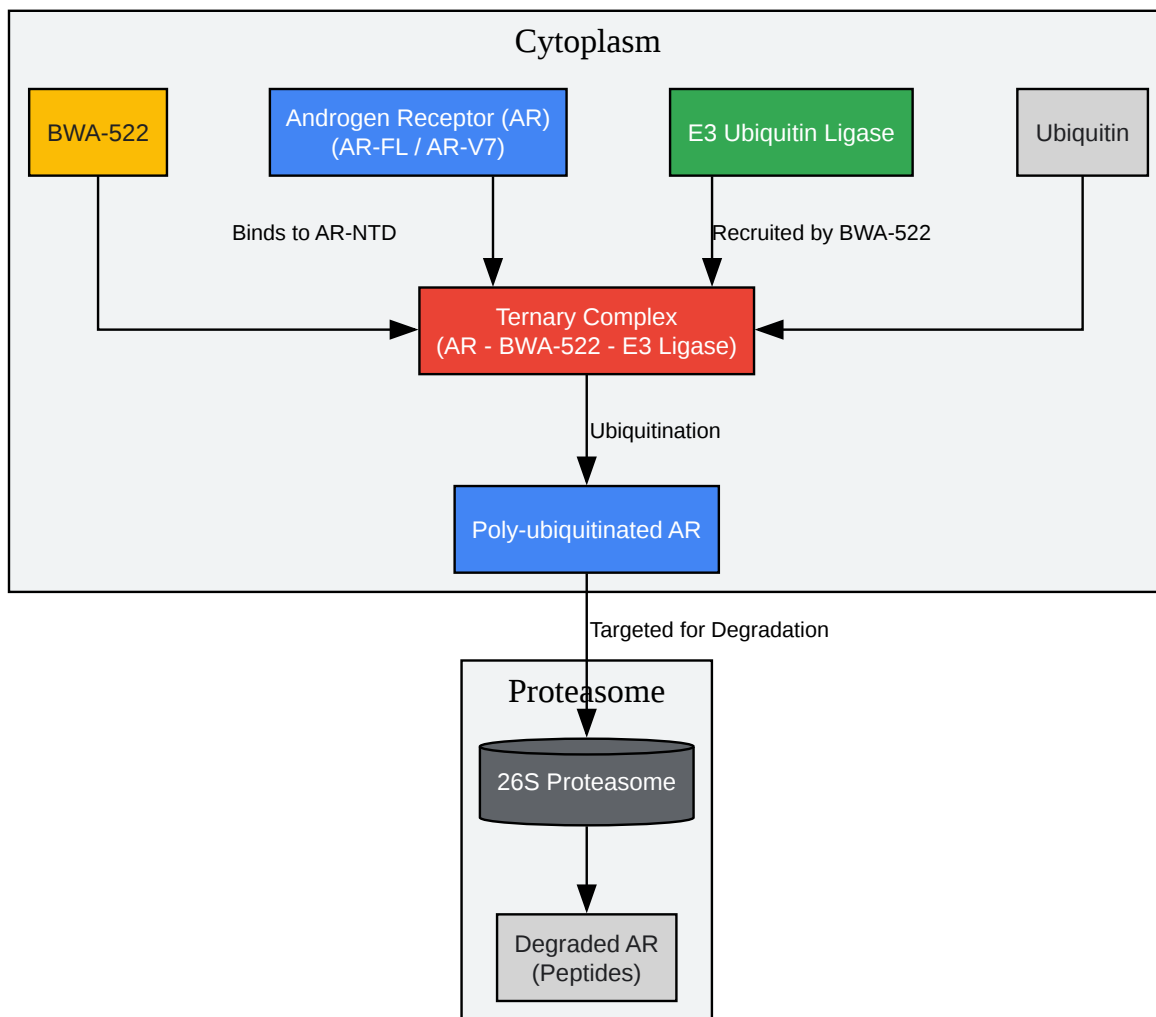 Cytoplasm
BWA-522
Androgen Receptor (AR)
(AR-FL / AR-V7)
E3 Ubiquitin Ligase
Ubiquitin
Binds to AR-NTD
Recruited by BWA-522
Ternary Complex
(AR - BWA-522 - E3 Ligase)
Ubiquitination
Poly-ubiquitinated AR
Targeted for Degradation
Proteasome
26S Proteasome
Degraded AR
(Peptides)